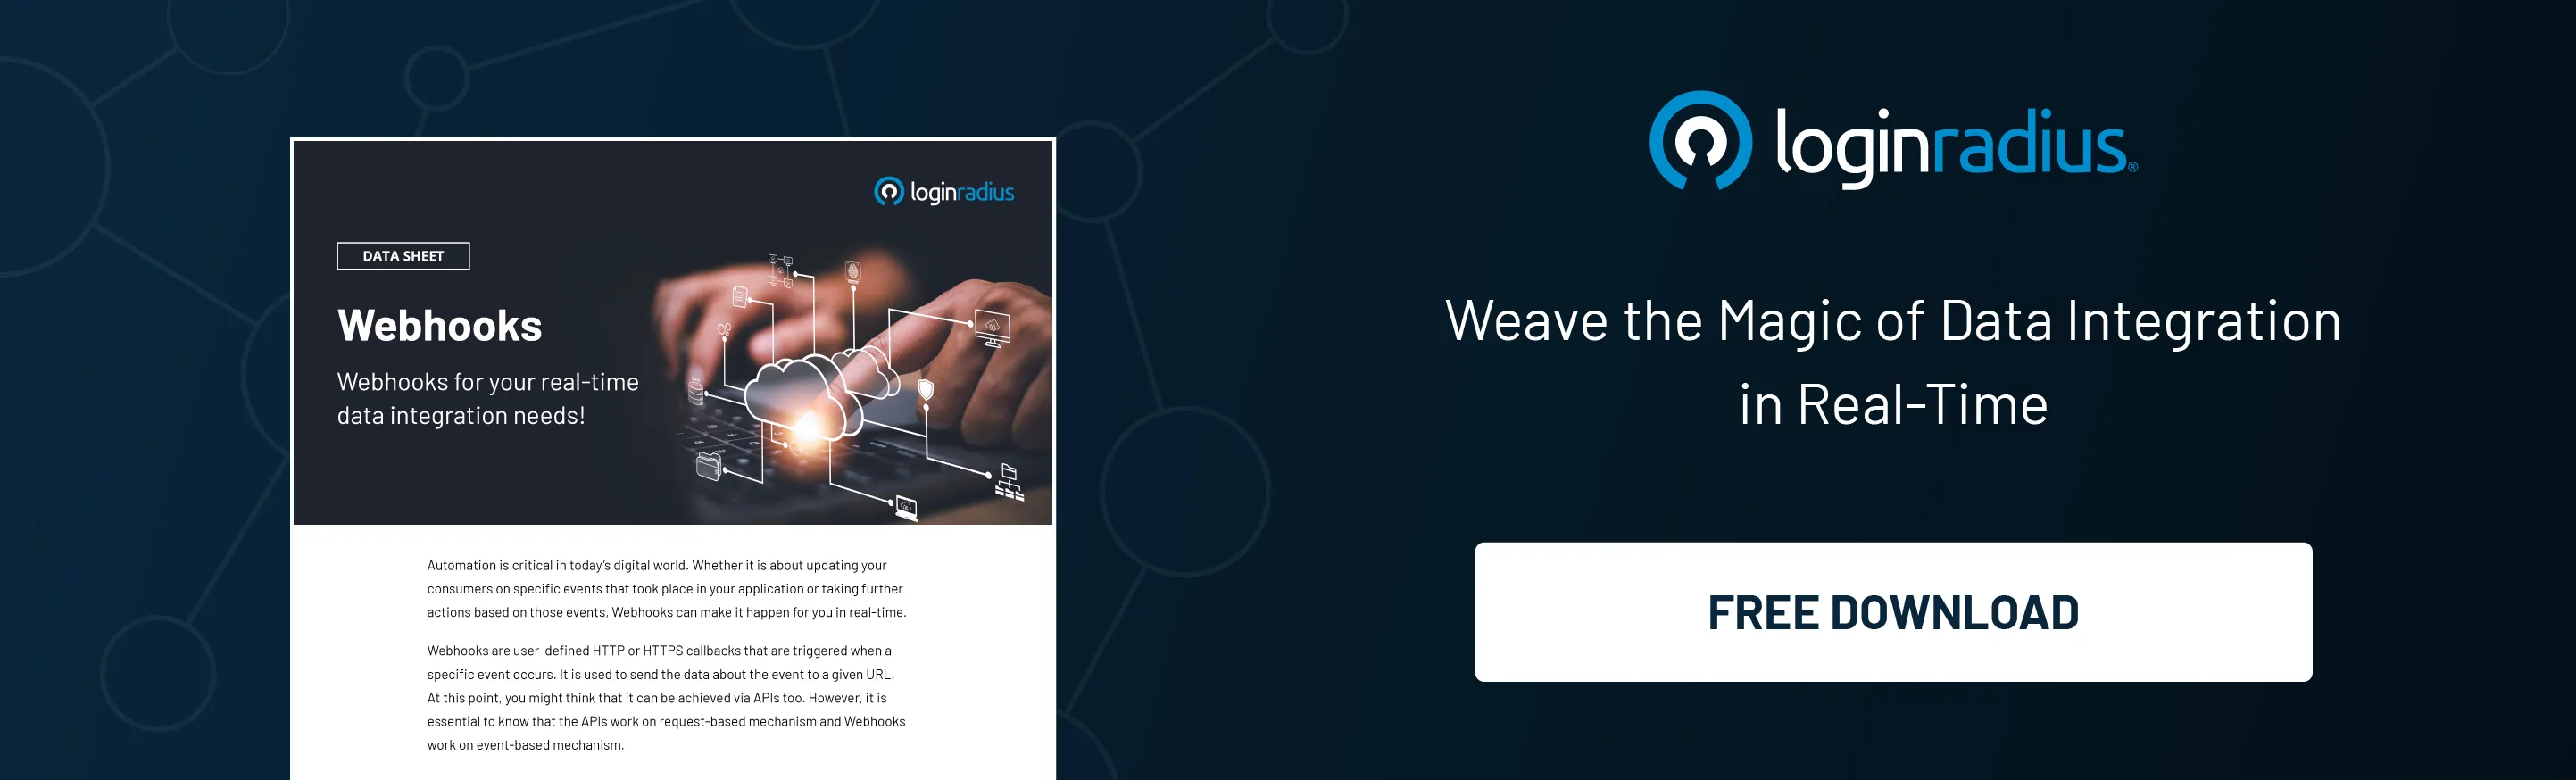 loginradius
DATA SHEET
Webhooks
Webhooks for your real-time
data integration needs!
Automation is critical in today's digital world. Whether it is about updating your
consumers on specific events that took place in your application or taking further
actions based on those events, Webhooks can make it happen for you in real-time.
Webhooks are user-defined HTTP or HTTPS callbacks that are triggered when a
specific event occurs. It is used to send the data about the event to a given URL.
At this point, you might think that it can be achieved via APIs too. However, it is
essential to know that the APIs work on request-based mechanism and Webhooks
work on event-based mechanism.
loginradius®
Weave the Magic of Data Integration
in Real-Time
FREE DOWNLOAD